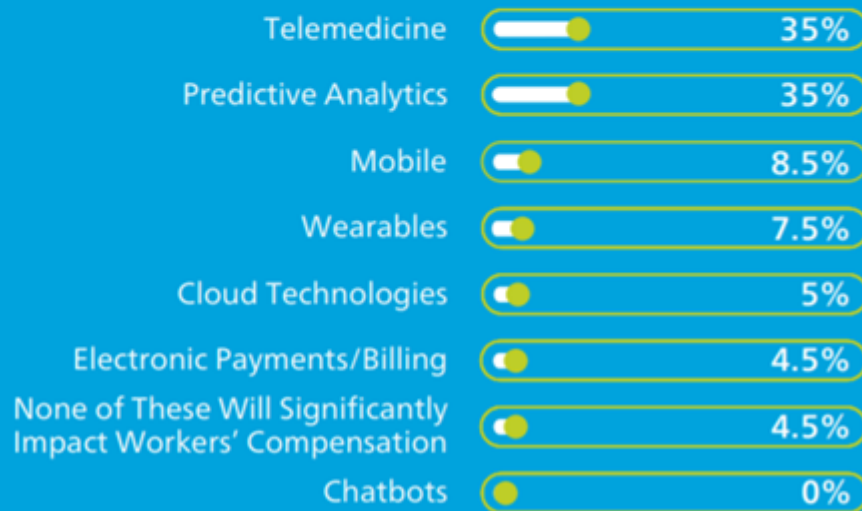 Telemedicine 35%
Predictive Analytics 35%
Mobile 8.5%
Wearables 7.5%
Cloud Technologies 5%
Electronic Payments/Billing 4.5%
None of These Will Significantly
Impact Workers’ Compensation 4.5%
Chatbots 0%